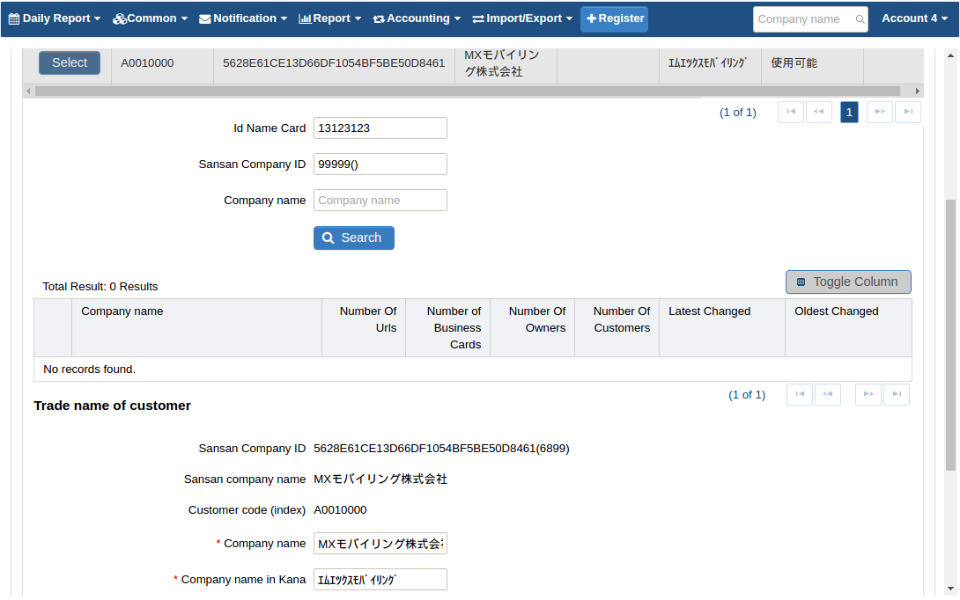 Daily Report Common Notification Report Accounting Import/Export Register Company name Account 4
Select A0010000 5628E61CE13D66DF1054BF5BE50D8461 MXモバイリン ｴﾑｴｯｸｽﾓﾊﾞｲﾘﾝｸﾞ 使用可能
グ株式会社
(1 of 1) 1
Id Name Card 13123123
Sansan Company ID 99999()
Company name Company name
Search
Total Result: 0 Results Toggle Column
Company name Number Of Number of Number Of Number Of Latest Changed Oldest Changed
Urls Business Owners Customers
Cards
No records found.
(1 of 1)
Trade name of customer
Sansan Company ID 5628E61CE13D66DF1054BF5BE50D8461(6899)
Sansan company name MXモバイリング株式会社
Customer code (index) A0010000
* Company name MXモバイリング株式会
* Company name in Kana ｴﾑｴｯｸｽﾓﾊﾞｲﾘﾝｸﾞ